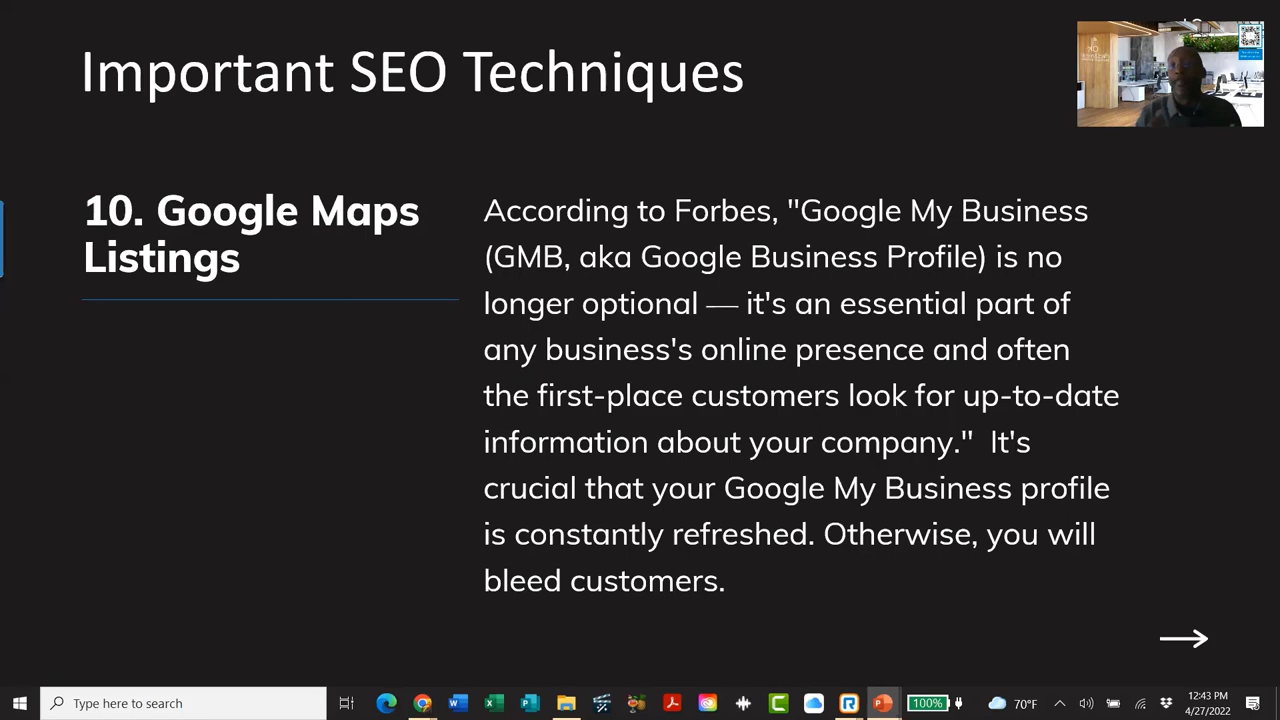 Important SEO Techniques
10. Google Maps
Listings
According to Forbes, "Google My Business
(GMB, aka Google Business Profile) is no
longer optional — it's an essential part of
any business's online presence and often
the first-place customers look for up-to-date
information about your company."  It's
crucial that your Google My Business profile
is constantly refreshed. Otherwise, you will
bleed customers.
Type here to search
100%
70°F
12:43 PM
4/27/2022